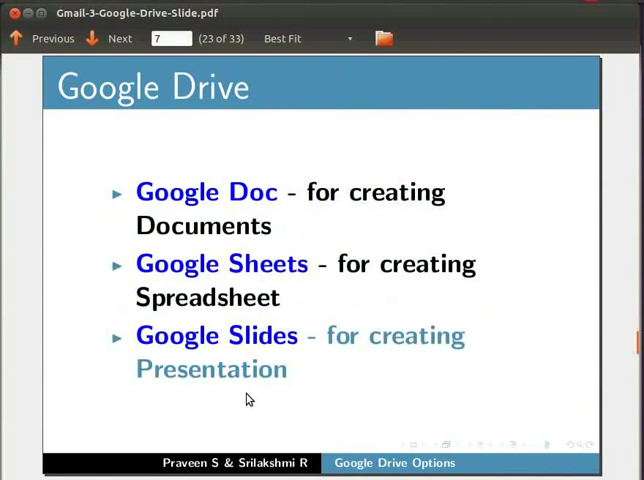 Gmail-3-Google-Drive-Slide.pdf
Previous Next 7 (23 of 33) Best Fit
Google Drive
Google Doc - for creating
Documents
Google Sheets - for creating
Spreadsheet
Google Slides - for creating
Presentation
Praveen S & Srilakshmi R Google Drive Options